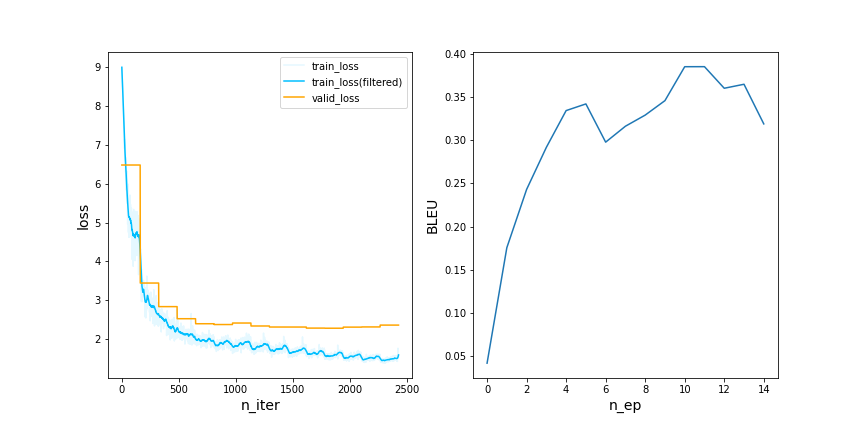 train_loss
train_loss(filtered)
valid_loss
9
8
7
6
5
4
3
2
loss
0 500 1000 1500 2000 2500
n_iter
0.40
0.35
0.30
0.25
0.20
0.15
0.10
0.05
BLEU
0 2 4 6 8 10 12 14
n_ep